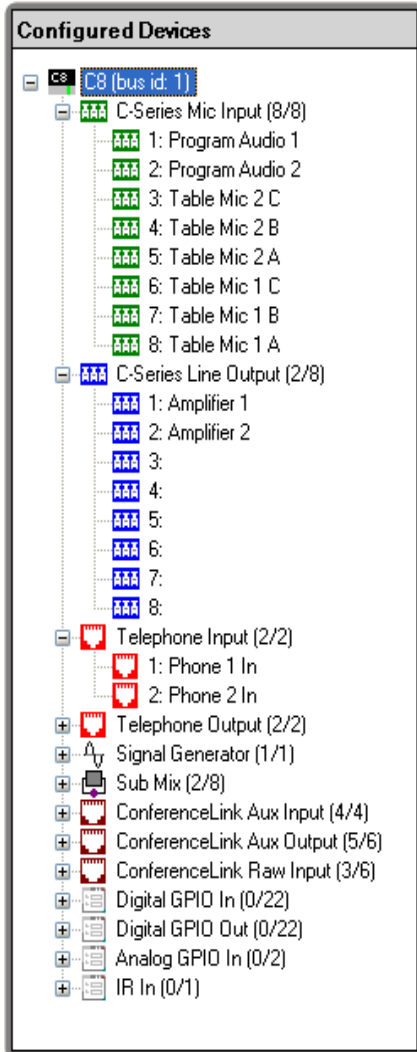 Configured Devices
C8 C8 (bus id: 1)
C-Series Mic Input (8/8)
1: Program Audio 1
2: Program Audio 2
3: Table Mic 2 C
4: Table Mic 2 B
5: Table Mic 2 A
6: Table Mic 1 C
7: Table Mic 1 B
8: Table Mic 1 A
C-Series Line Output (2/8)
1: Amplifier 1
2: Amplifier 2
3:
4:
5:
6:
7:
8:
Telephone Input (2/2)
1: Phone 1 In
2: Phone 2 In
Telephone Output (2/2)
Signal Generator (1/1)
Sub Mix (2/8)
ConferenceLink Aux Input (4/4)
ConferenceLink Aux Output (5/6)
ConferenceLink Raw Input (3/6)
Digital GPIO In (0/22)
Digital GPIO Out (0/22)
Analog GPIO In (0/2)
IR In (0/1)